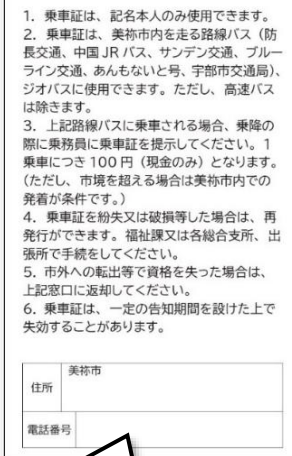 1. 乗車証は、記名本人のみ使用できます。
2. 乗車証は、美祢市内を走る路線バス（防
長交通、中国 JR バス、サンデン交通、ブルー
ライン交通、あんもないと号、宇部市交通局）、
ジオバスに使用できます。ただし、高速バス
は除きます。
3. 上記路線バスに乗車される場合、乗降の
際に乗務員に乗車証を提示してください。1
乗車につき 100 円（現金のみ）となります。
（ただし、市境を超える場合は美祢市内での
発着が条件です。）
4. 乗車証を紛失又は破損等した場合は、再
発行ができます。福祉課又は各総合支所、出
張所で手続をしてください。
5. 市外への転出等で資格を失った場合は、
上記窓口に返却してください。
6. 乗車証は、一定の告知期間を設けた上で
失効することがあります。
住所 美祢市
電話番号